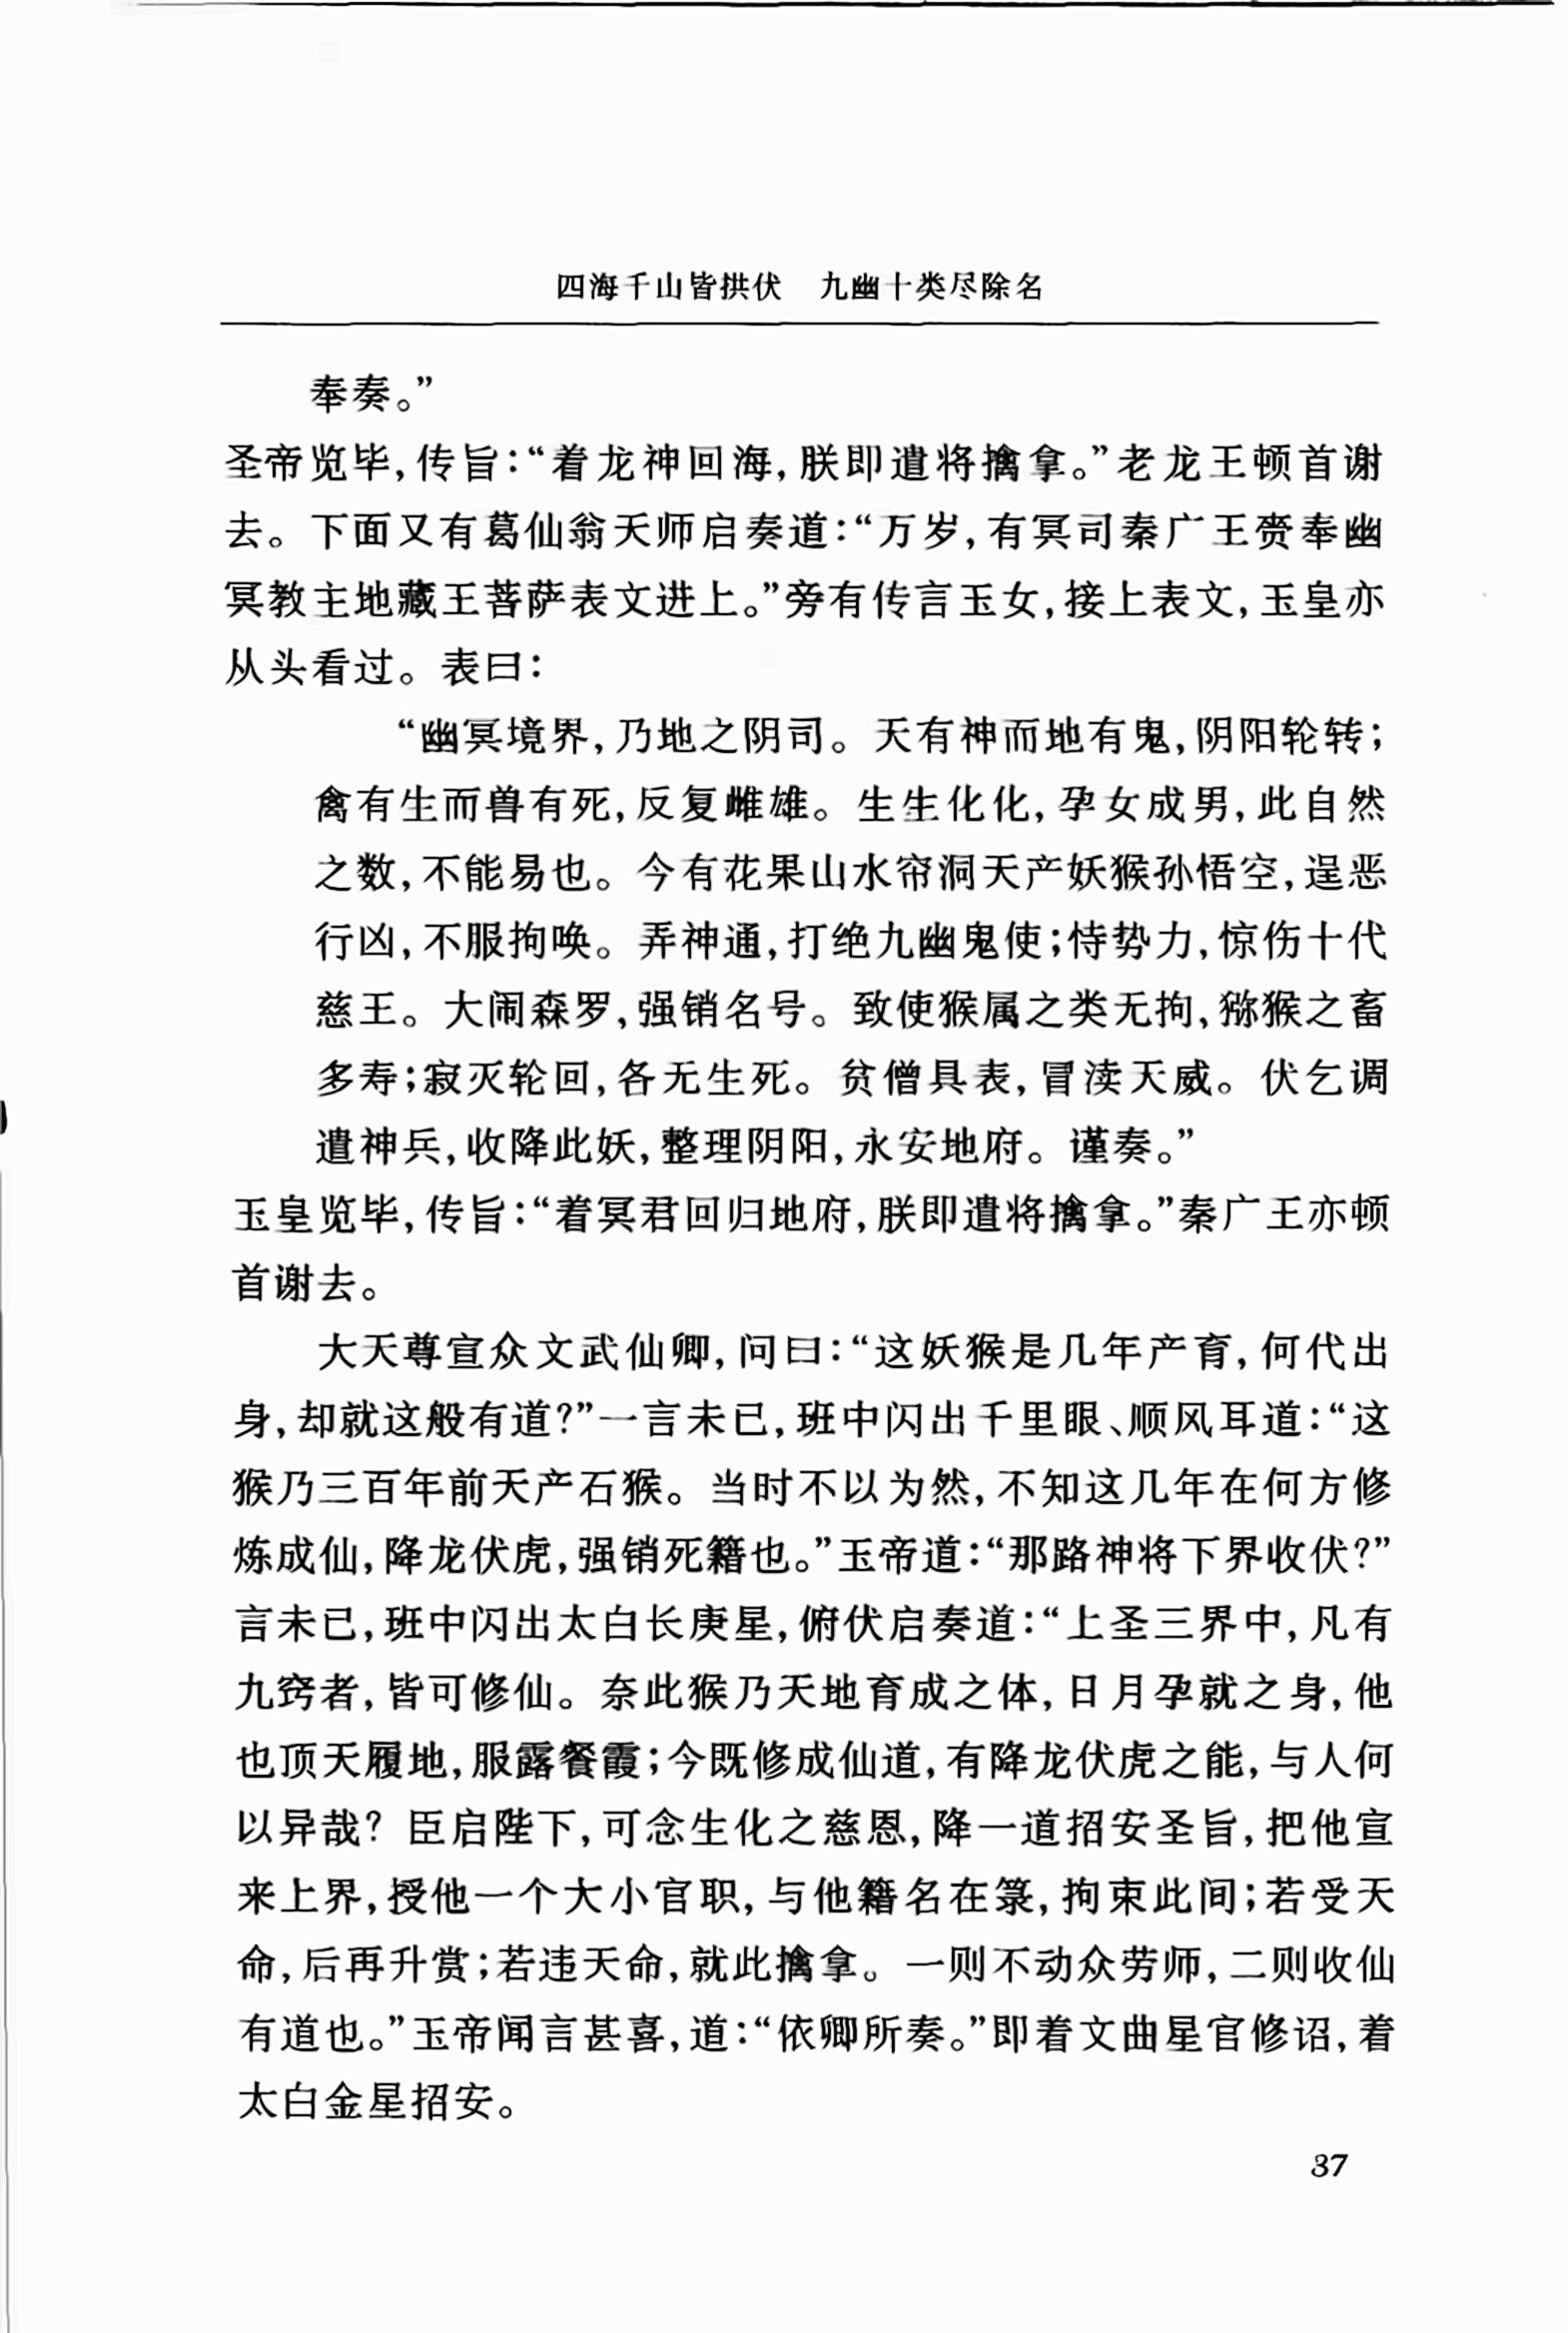 四海千山皆拱伏　九幽十类尽除名
奉奏。”
圣帝览毕,传旨:“着龙神回海,朕即遣将擒拿。”老龙王顿首谢
去。下面又有葛仙翁天师启奏道:“万岁,有冥司秦广王赍奉幽
冥教主地藏王菩萨表文进上。”旁有传言玉女,接上表文,玉皇亦
从头看过。表曰:
“幽冥境界,乃地之阴司。天有神而地有鬼,阴阳轮转;
禽有生而兽有死,反复雌雄。生生化化,孕女成男,此自然
之数,不能易也。今有花果山水帘洞天产妖猴孙悟空,逞恶
行凶,不服拘唤。弄神通,打绝九幽鬼使;恃势力,惊伤十代
慈王。大闹森罗,强销名号。致使猴属之类无拘,猕猴之畜
多寿;寂灭轮回,各无生死。贫僧具表,冒渎天威。伏乞调
遣神兵,收降此妖,整理阴阳,永安地府。谨奏。”
玉皇览毕,传旨:“着冥君回归地府,朕即遣将擒拿。”秦广王亦顿
首谢去。
大天尊宣众文武仙卿,问曰:“这妖猴是几年产育,何代出
身,却就这般有道?”一言未已,班中闪出千里眼、顺风耳道:“这
猴乃三百年前天产石猴。当时不以为然,不知这几年在何方修
炼成仙,降龙伏虎,强销死籍也。”玉帝道:“那路神将下界收伏?”
言未已,班中闪出太白长庚星,俯伏启奏道:“上圣三界中,凡有
九窍者,皆可修仙。奈此猴乃天地育成之体,日月孕就之身,他
也顶天履地,服露餐霞;今既修成仙道,有降龙伏虎之能,与人何
以异哉? 臣启陛下,可念生化之慈恩,降一道招安圣旨,把他宣
来上界,授他一个大小官职,与他籍名在箓,拘束此间;若受天
命,后再升赏;若违天命,就此擒拿。一则不动众劳师,二则收仙
有道也。”玉帝闻言甚喜,道:“依卿所奏。”即着文曲星官修诏,着
太白金星招安。
37